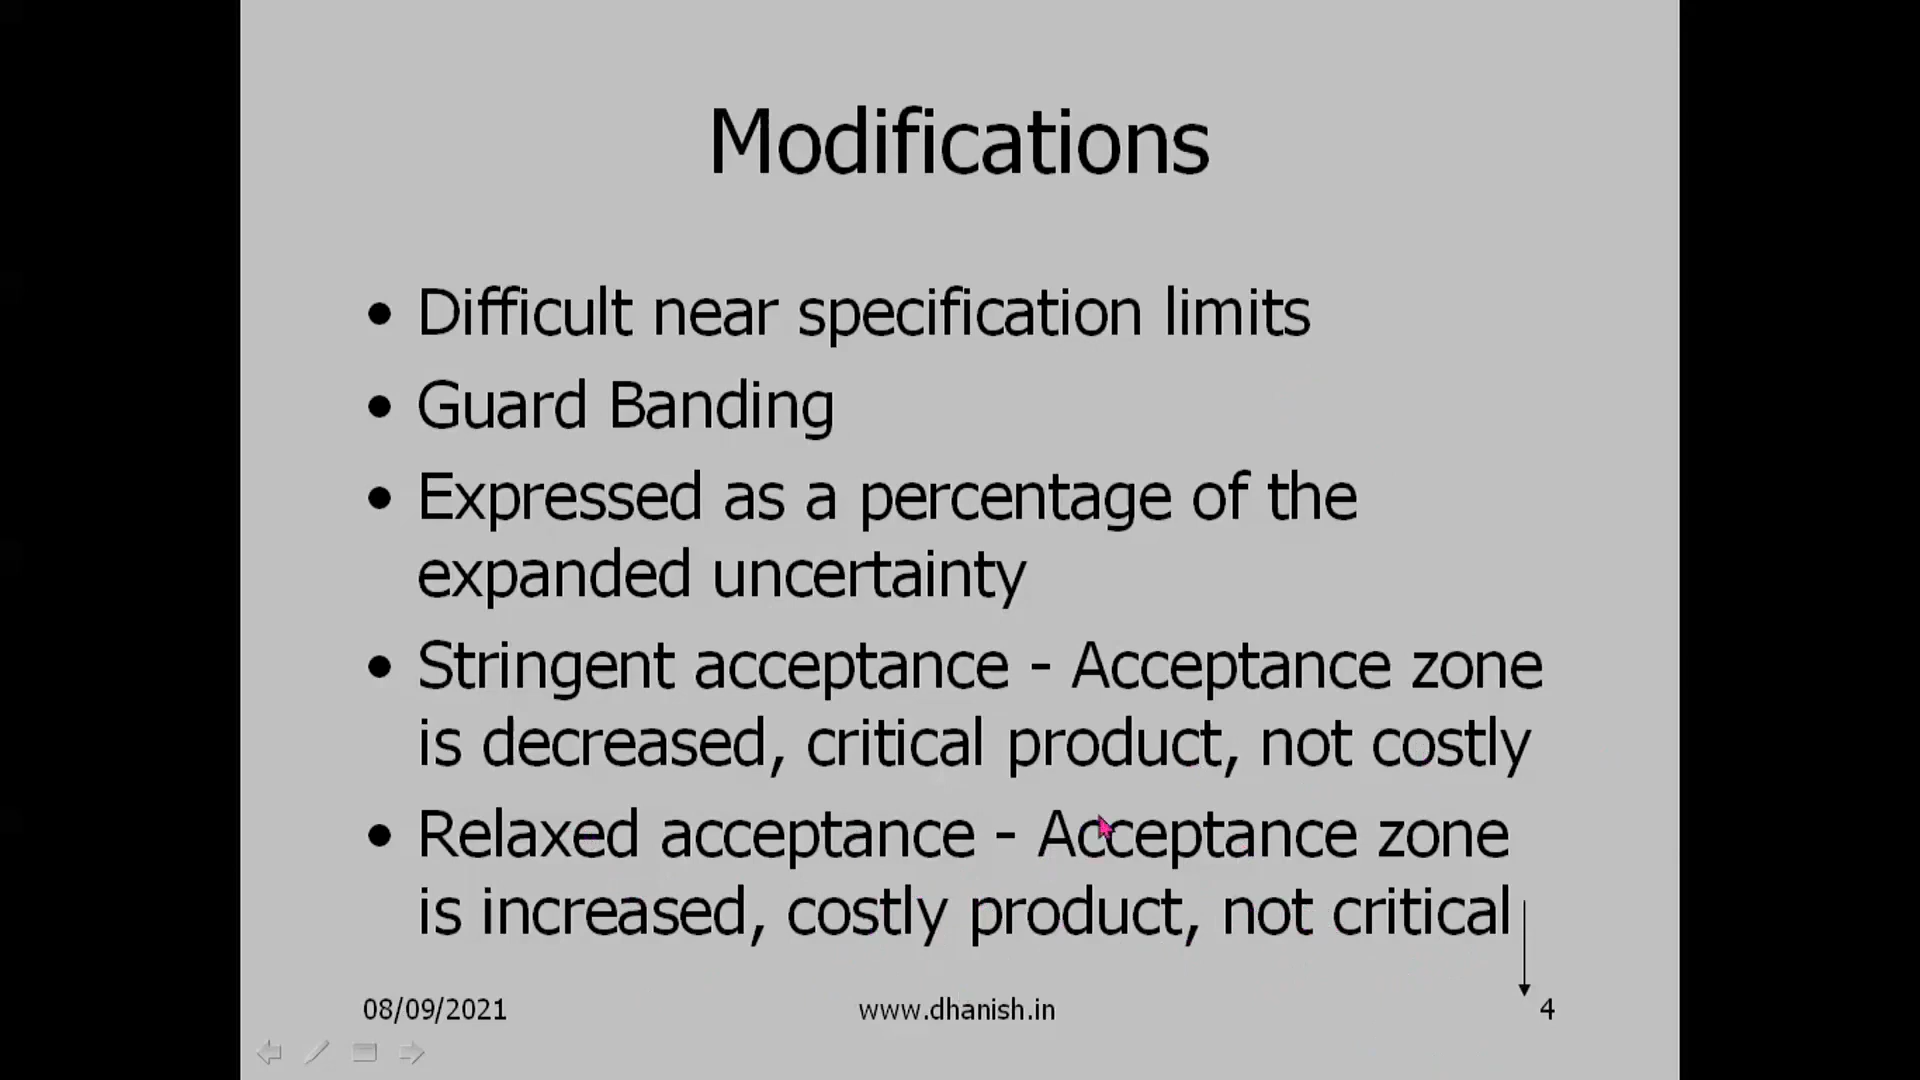 Modifications
• Difficult near specification limits
• Guard Banding
• Expressed as a percentage of the
expanded uncertainty
• Stringent acceptance - Acceptance zone
is decreased, critical product, not costly
• Relaxed acceptance - Acceptance zone
is increased, costly product, not critical
08/09/2021 www.dhanish.in 4